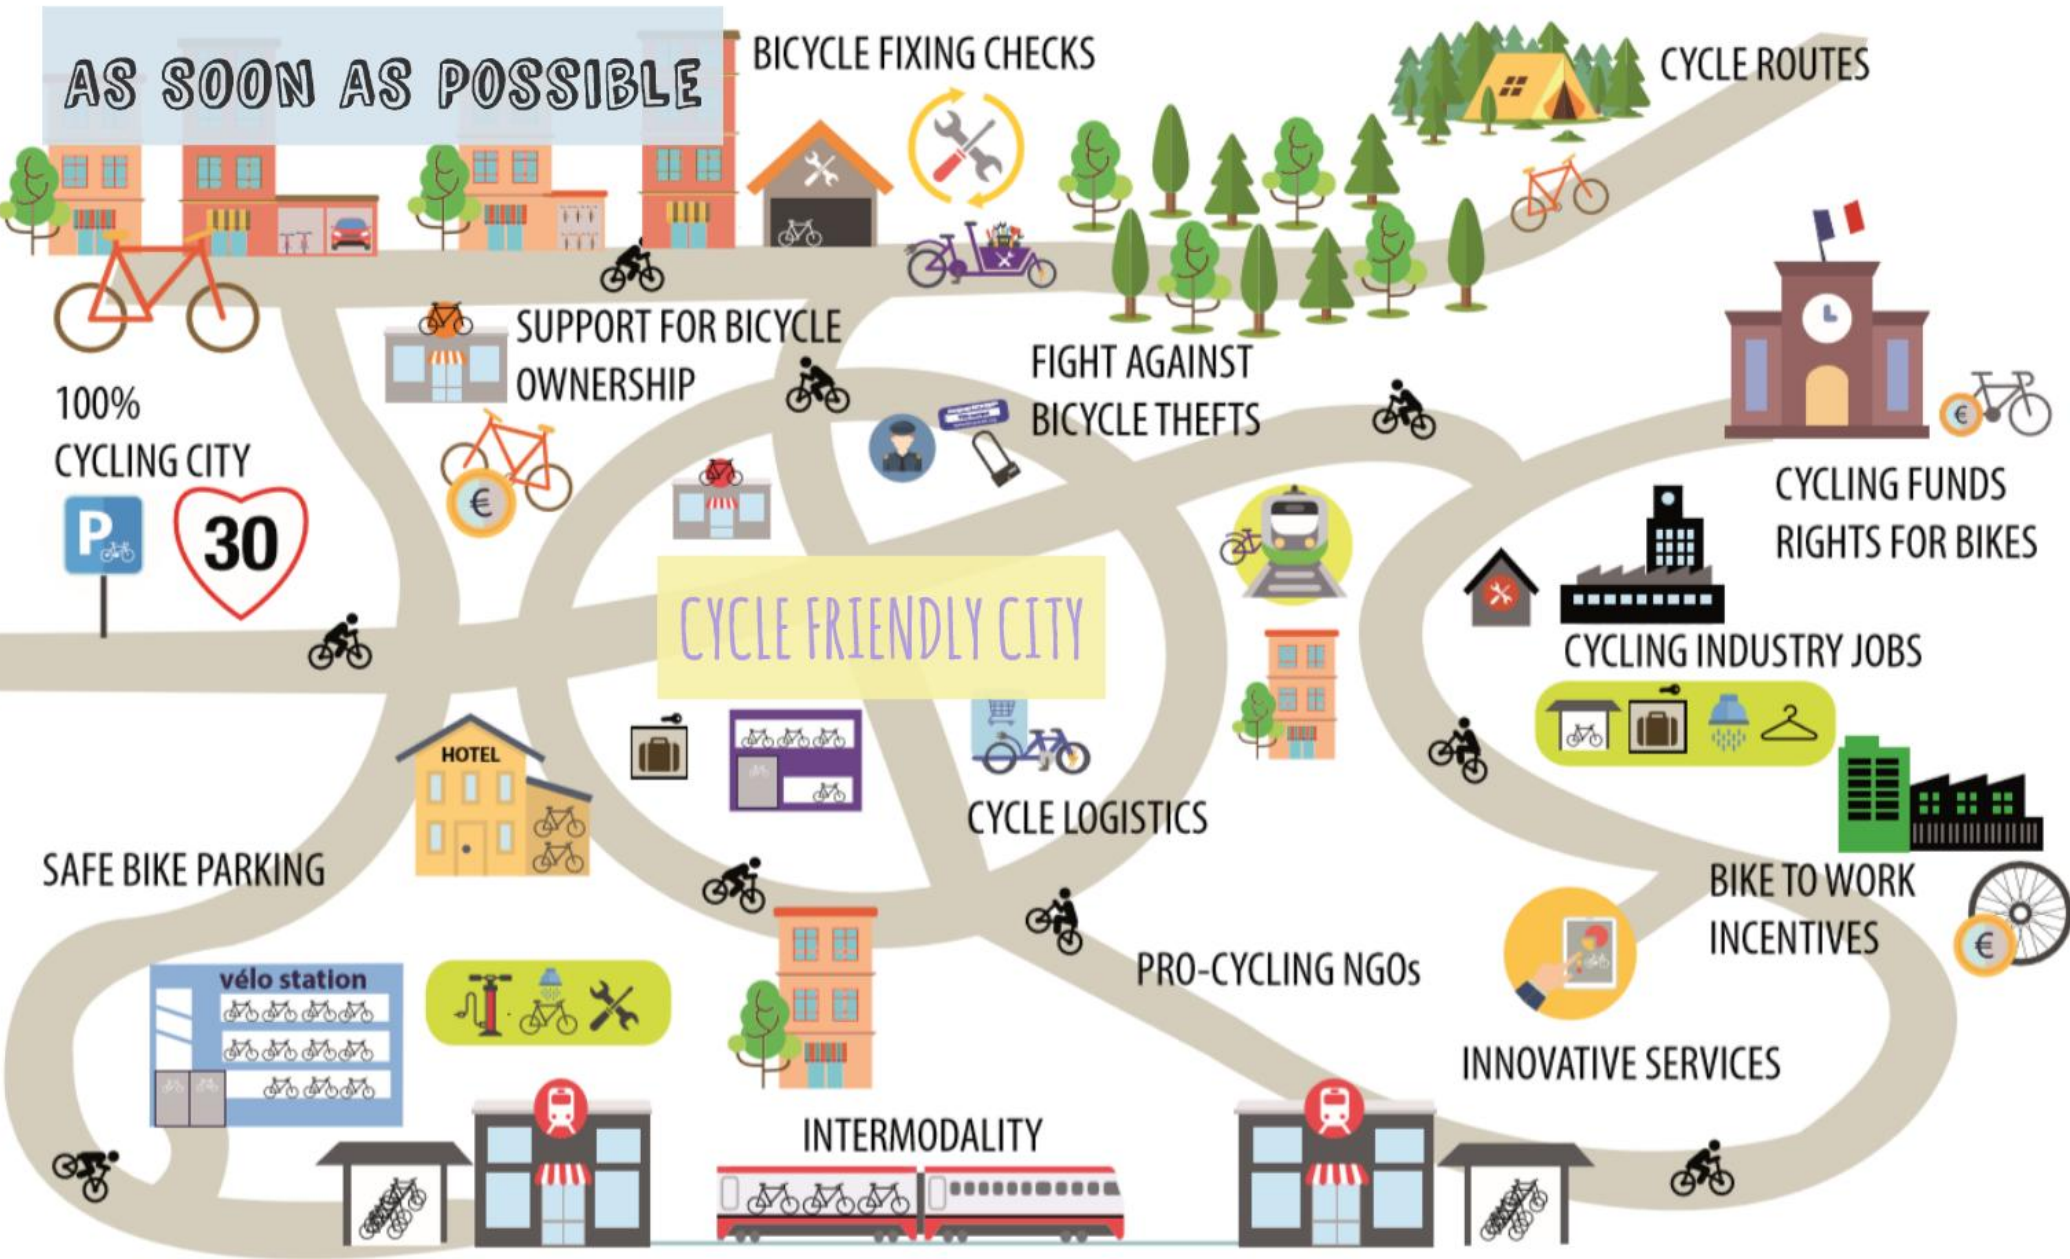 AS SOON AS POSSIBLE
BICYCLE FIXING CHECKS
CYCLE ROUTES
SUPPORT FOR BICYCLE
OWNERSHIP
FIGHT AGAINST
BICYCLE THEFTS
100%
CYCLING CITY
P
30
€
€
CYCLING FUNDS
RIGHTS FOR BIKES
CYCLE FRIENDLY CITY
CYCLING INDUSTRY JOBS
HOTEL
CYCLE LOGISTICS
SAFE BIKE PARKING
BIKE TO WORK
INCENTIVES
€
vélo station
PRO-CYCLING NGOs
INNOVATIVE SERVICES
INTERMODALITY